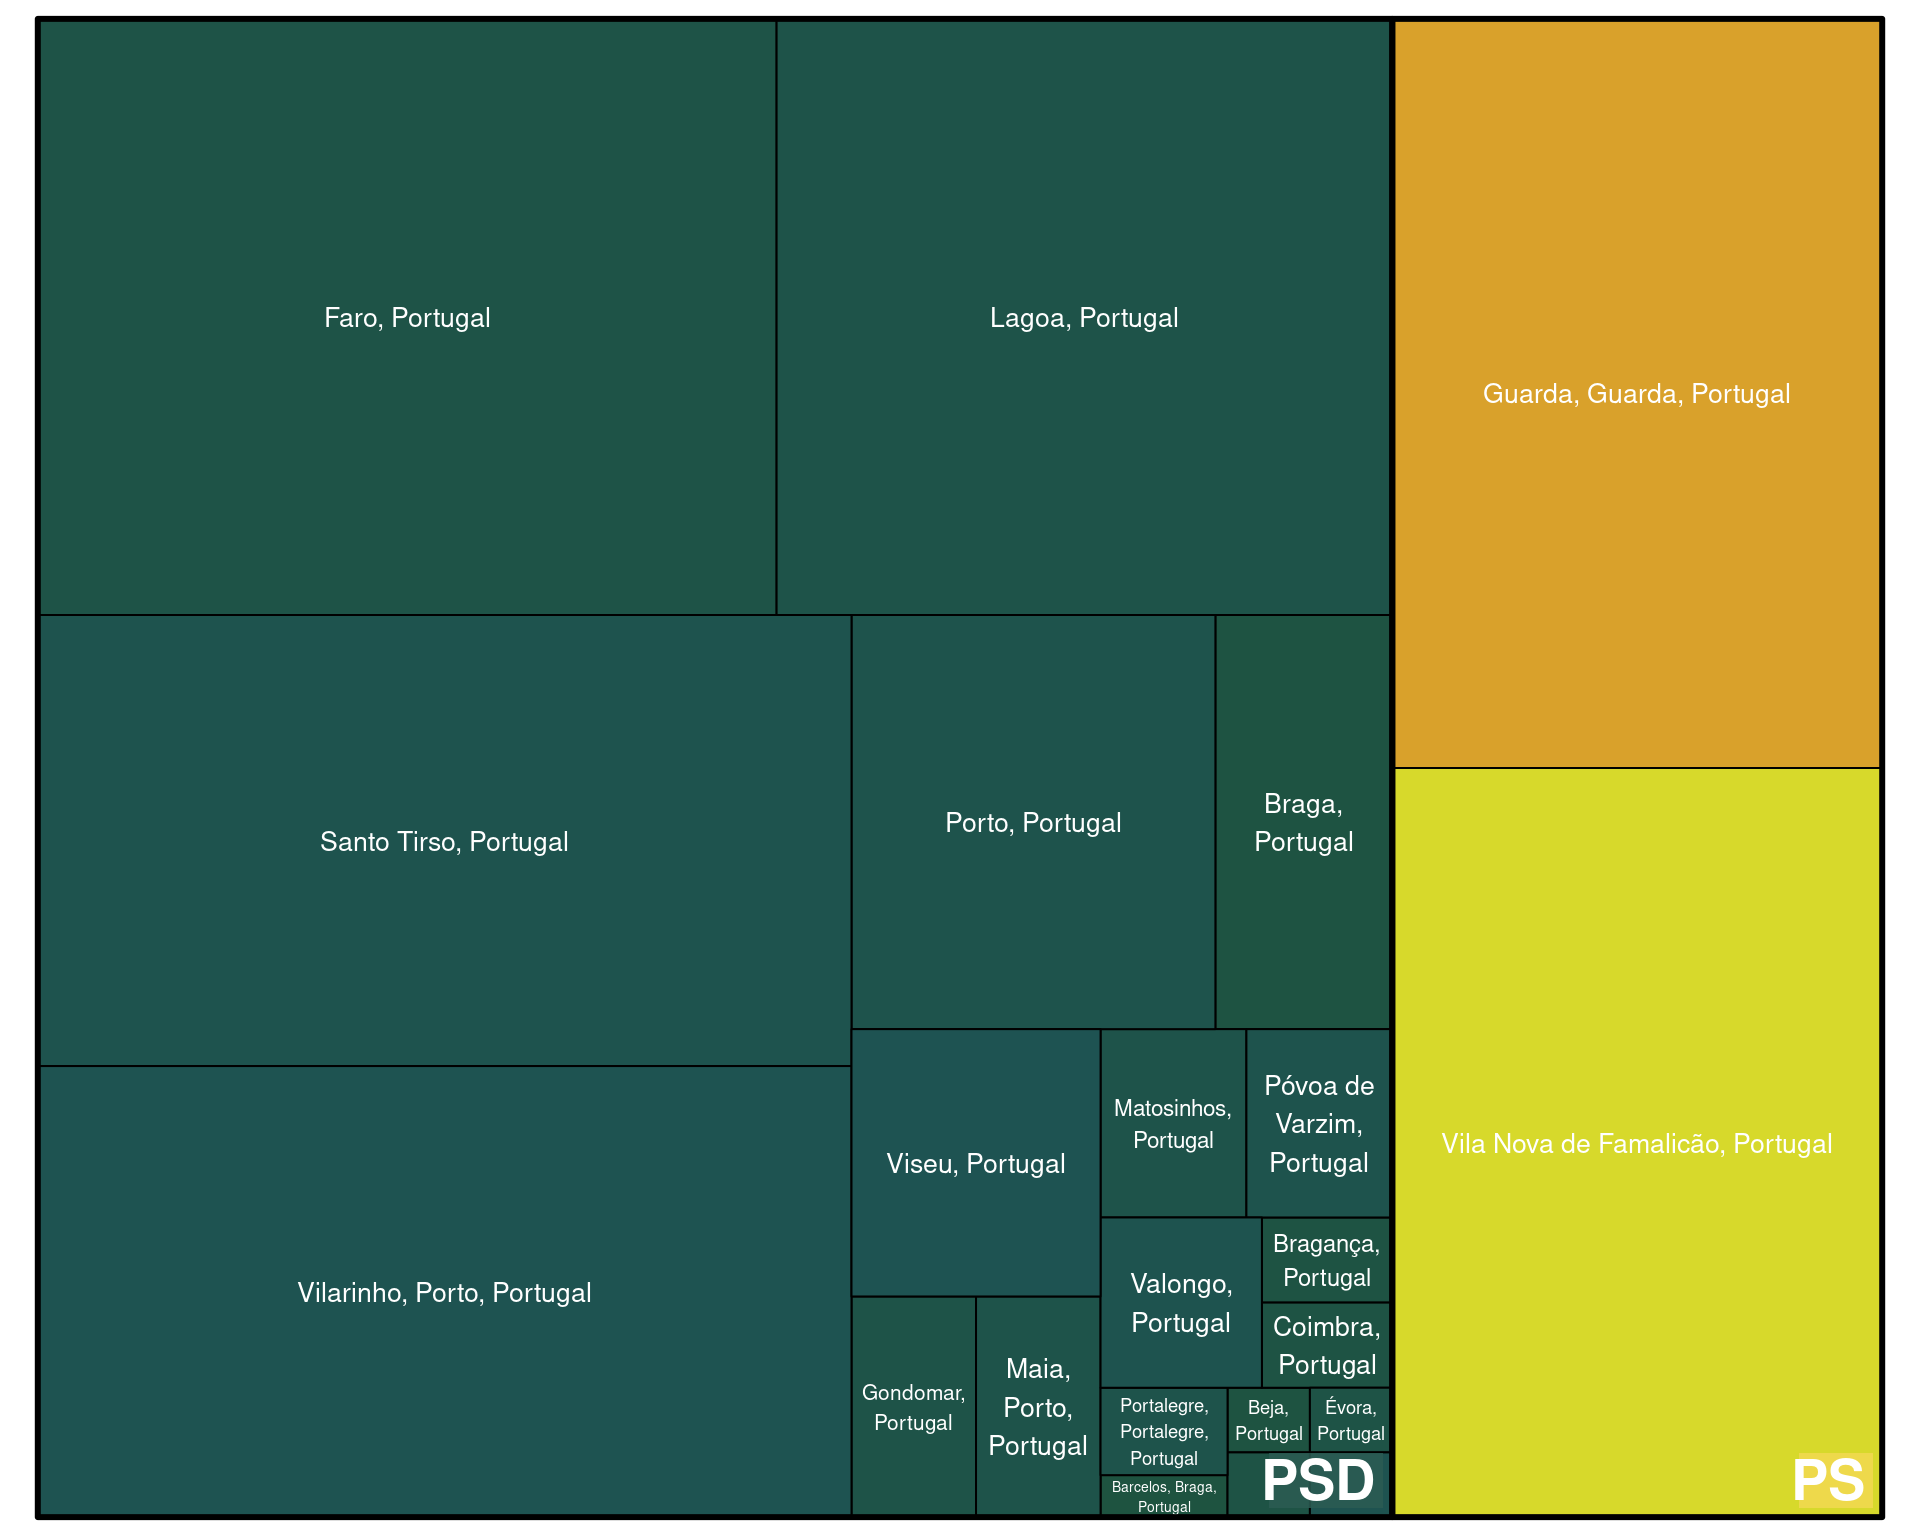 Faro, Portugal
Lagoa, Portugal
Guarda, Guarda, Portugal
Santo Tirso, Portugal
Porto, Portugal
Braga,
Portugal
Vila Nova de Famalicão, Portugal
Vilarinho, Porto, Portugal
Viseu, Portugal
Matosinhos,
Portugal
Póvoa de
Varzim,
Portugal
Valongo,
Portugal
Bragança,
Portugal
Coimbra,
Portugal
Gondomar,
Portugal
Maia,
Porto,
Portugal
Portalegre,
Portalegre,
Portugal
Beja,
Portugal
Évora,
Portugal
Barcelos, Braga,
Portugal
PSD
PS